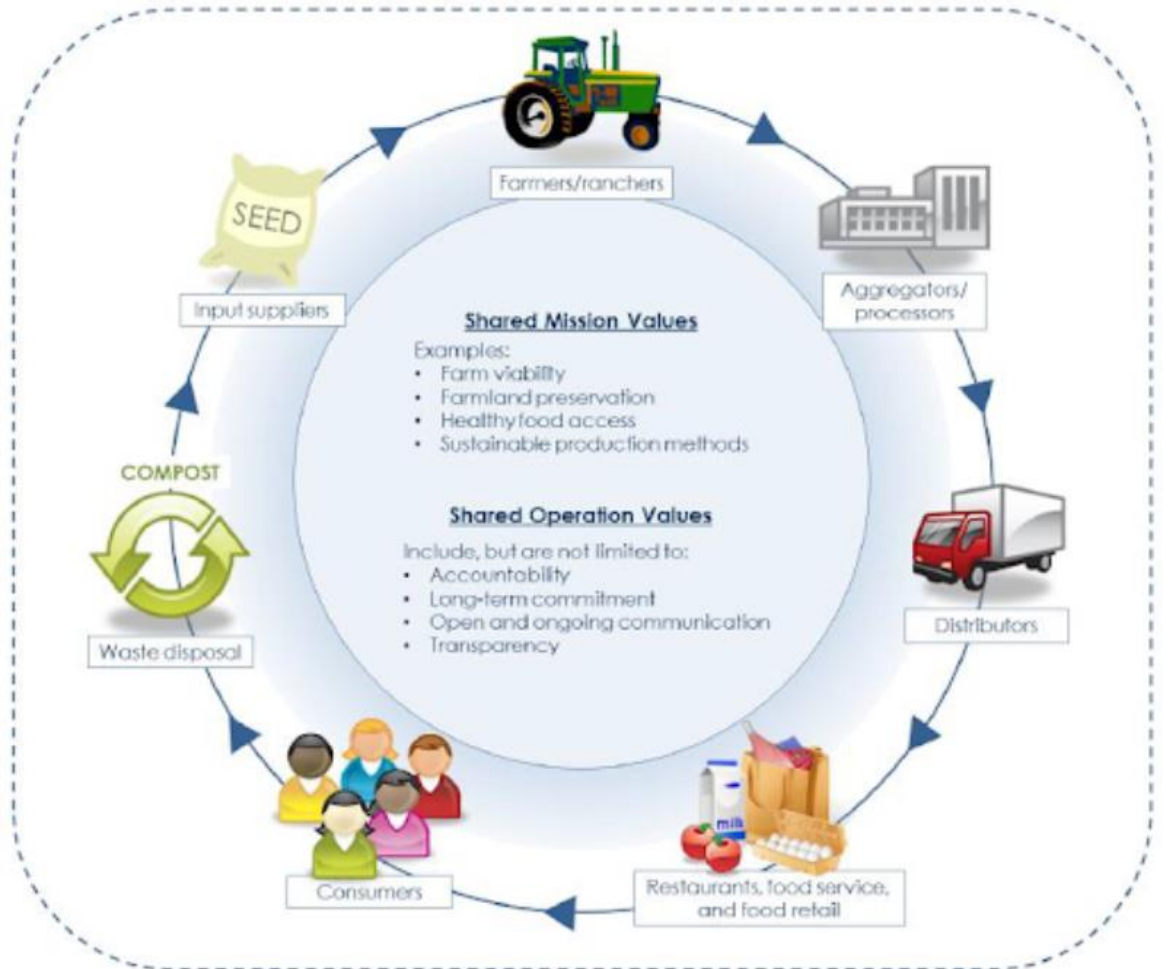 Farmers/ranchers
SEED
Input suppliers
Aggregators/
processors
Shared Mission Values
Examples:
• Farm viability
• Farmland preservation
• Healthy food access
• Sustainable production methods
COMPOST
Shared Operation Values
Include, but are not limited to:
• Accountability
• Long-term commitment
• Open and ongoing communication
• Transparency
Waste disposal
Distributors
milk
Consumers
Restaurants, food service,
and food retail